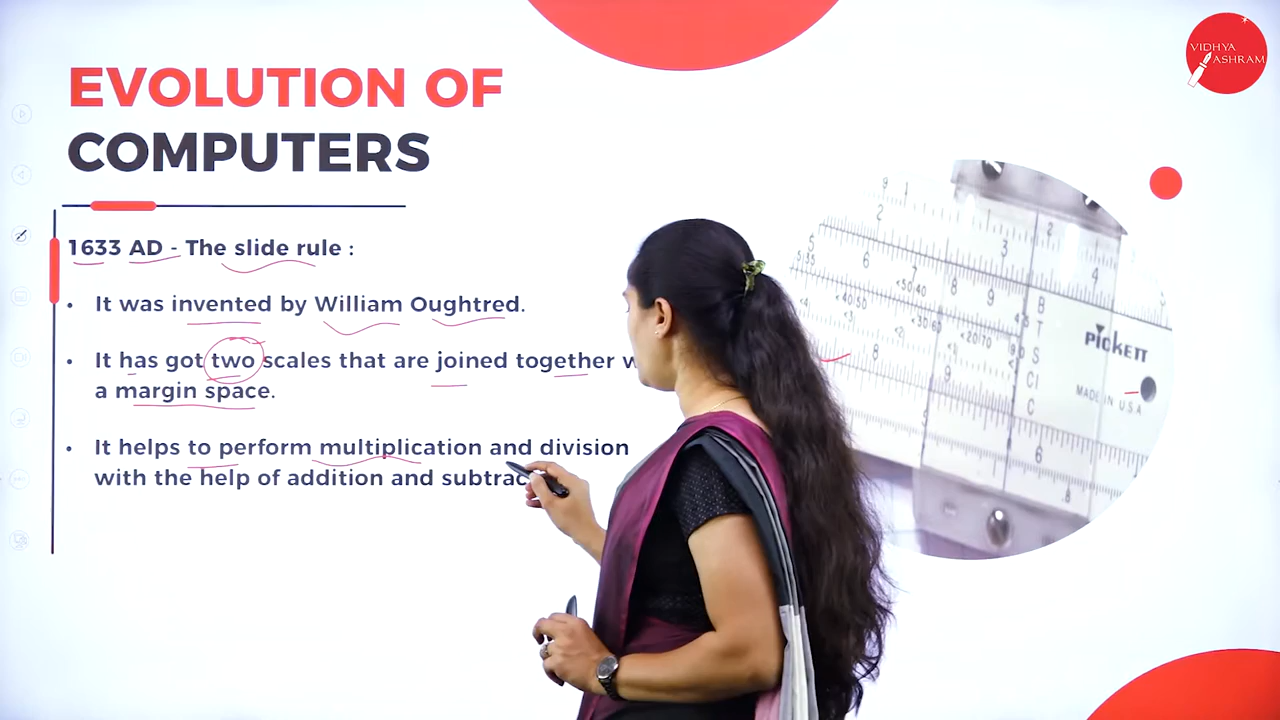 VIDHYA
ASHRAM
EVOLUTION OF
COMPUTERS
1633 AD - The slide rule :
• It was invented by William Oughtred.
• It has got two scales that are joined together
a margin space.
• It helps to perform multiplication and division
with the help of addition and
PICKETT
MADE IN U.S.A
B
T
S
CI
C